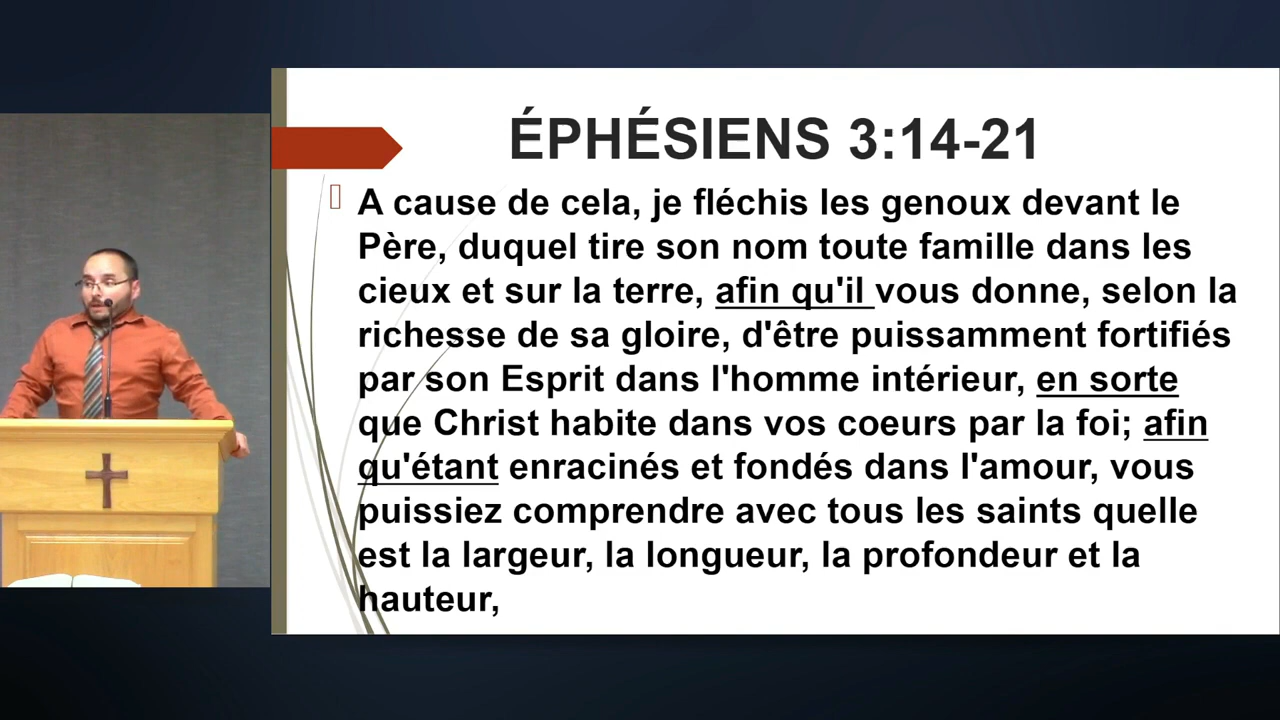 ÉPHÉSIENS 3:14-21
A cause de cela, je fléchis les genoux devant le
Père, duquel tire son nom toute famille dans les
cieux et sur la terre, afin qu'il vous donne, selon la
richesse de sa gloire, d'être puissamment fortifiés
par son Esprit dans l'homme intérieur, en sorte
que Christ habite dans vos coeurs par la foi; afin
qu'étant enracinés et fondés dans l'amour, vous
puissiez comprendre avec tous les saints quelle
est la largeur, la longueur, la profondeur et la
hauteur,